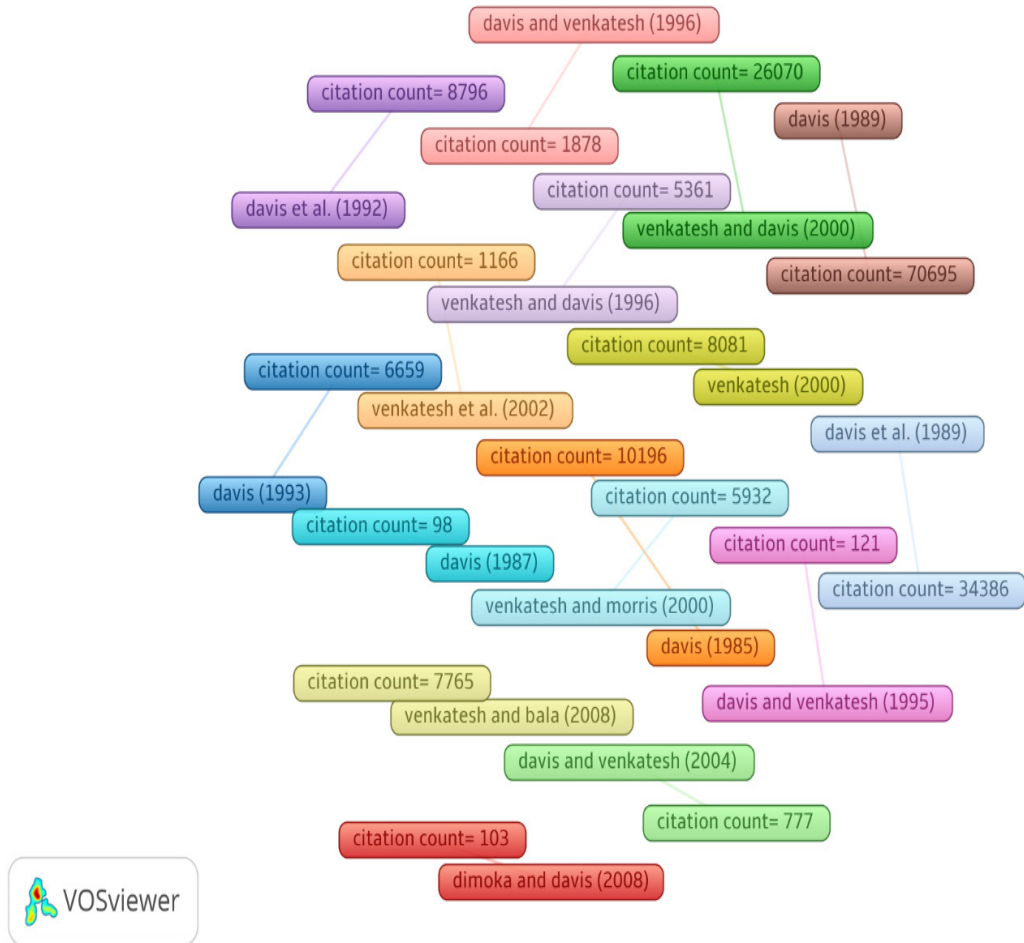 davis and venkatesh (1996)
citation count= 26070
citation count= 8796
davis (1989)
citation count= 1878
citation count= 5361
davis et al. (1992)
venkatesh and davis (2000)
citation count= 1166
citation count= 70695
venkatesh and davis (1996)
citation count= 8081
citation count= 6659
venkatesh (2000)
venkatesh et al. (2002)
davis et al. (1989)
citation count= 10196
davis (1993)
citation count= 5932
citation count= 98
citation count= 121
davis (1987)
citation count= 34386
venkatesh and morris (2000)
davis (1985)
citation count= 7765
davis and venkatesh (1995)
venkatesh and bala (2008)
davis and venkatesh (2004)
citation count= 777
citation count= 103
dimoka and davis (2008)
VOSviewer